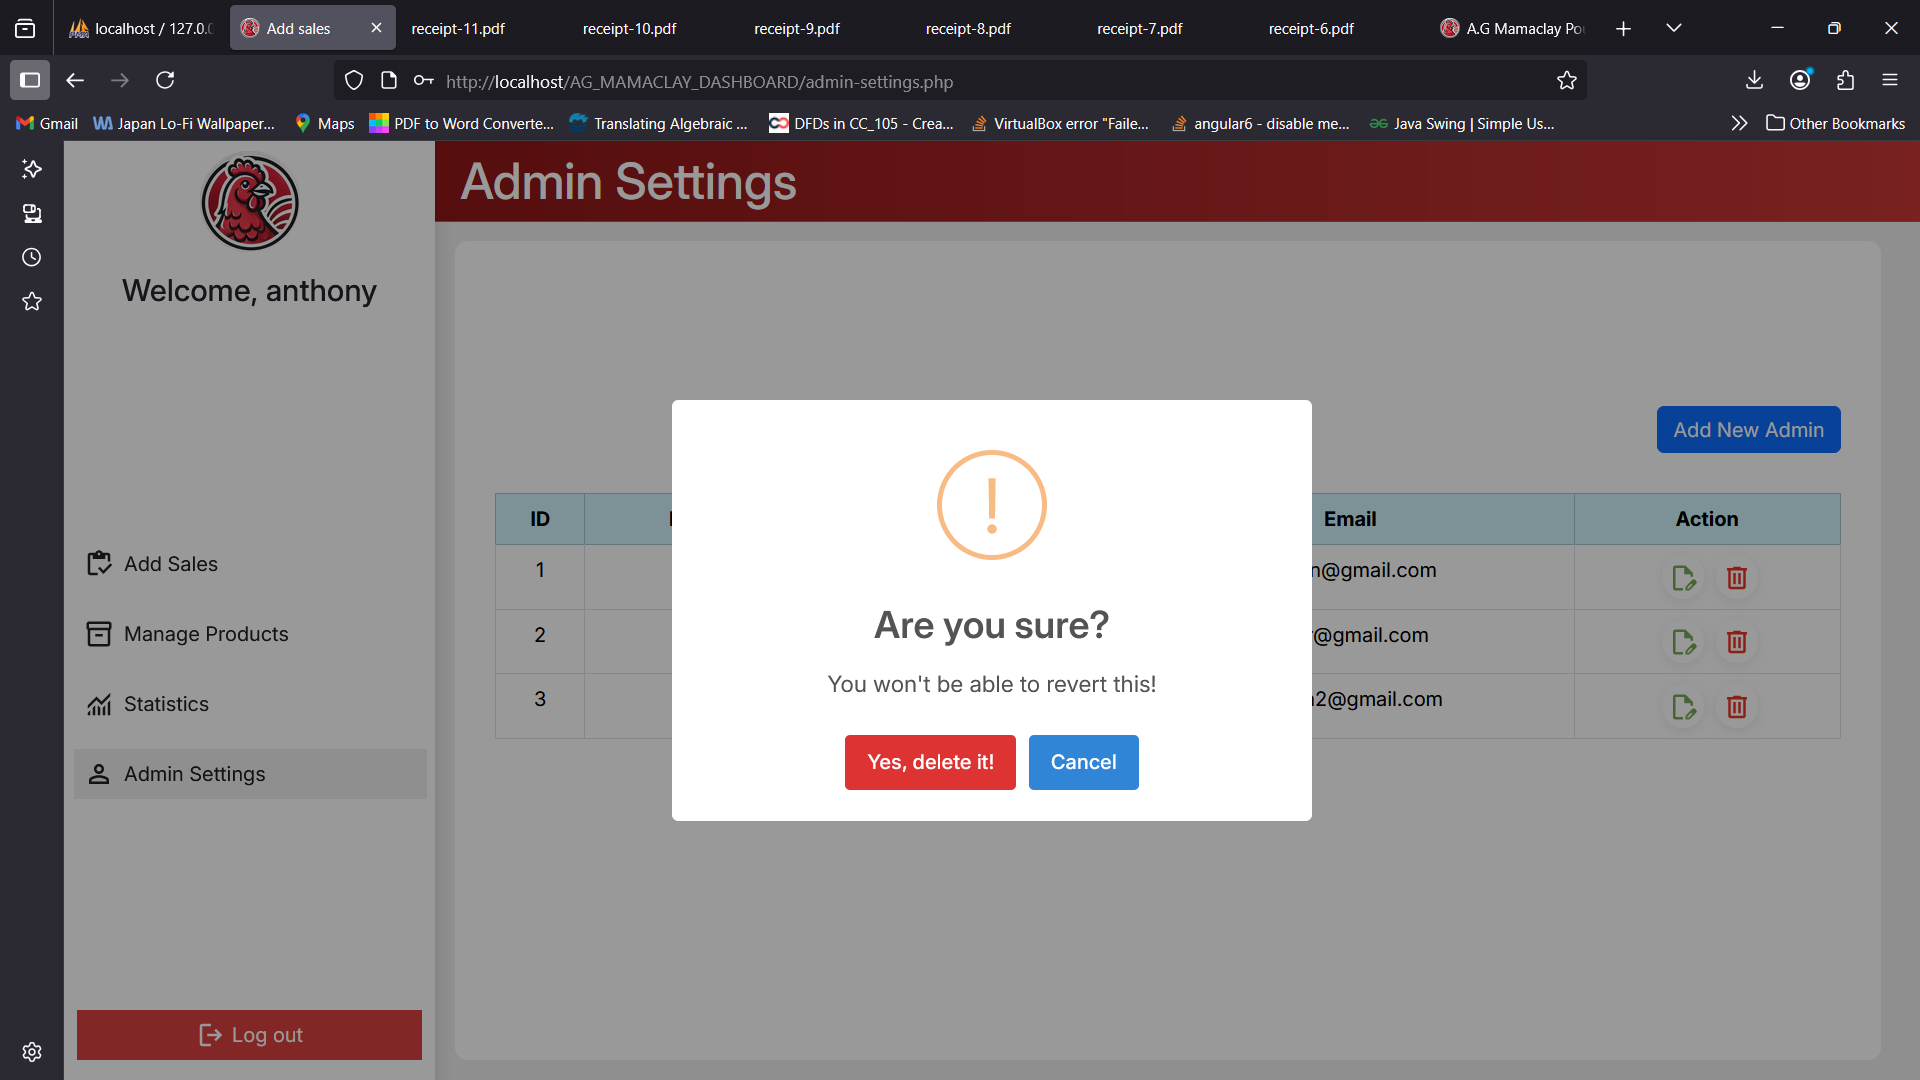 localhost / 127.0.0
Add sales
receipt-11.pdf
receipt-10.pdf
receipt-9.pdf
receipt-8.pdf
receipt-7.pdf
receipt-6.pdf
A.G Mamaclay Po
http://localhost/AG_MAMACLAY_DASHBOARD/admin-settings.php
Gmail
Japan Lo-Fi Wallpaper...
Maps
PDF to Word Converte...
Translating Algebraic ...
DFDs in CC_105 - Crea...
VirtualBox error "Faile...
angular6 - disable me...
Java Swing | Simple Us...
Other Bookmarks
Admin Settings
Welcome, anthony
Add Sales
Manage Products
Statistics
Admin Settings
Log out
Add New Admin
ID Email Action
1 n@gmail.com
2 @gmail.com
3 2@gmail.com
!
Are you sure?
You won't be able to revert this!
Yes, delete it!
Cancel